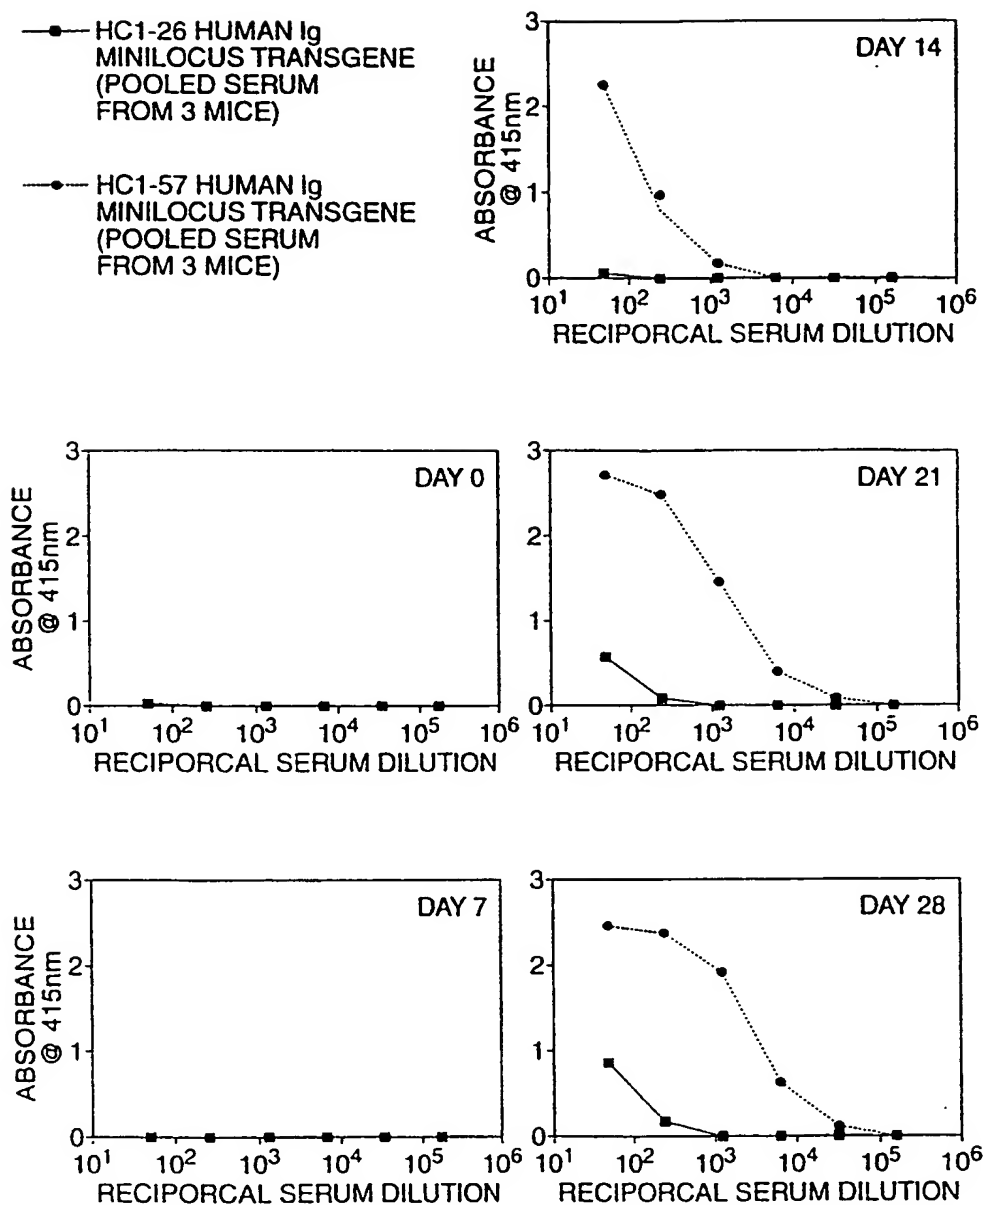 HC1-26 HUMAN Ig
MINILOCUS TRANSGENE
(POOLED SERUM
FROM 3 MICE)
HC1-57 HUMAN Ig
MINILOCUS TRANSGENE
(POOLED SERUM
FROM 3 MICE)
DAY 14
ABSORBANCE
@ 415nm
3
2
1
0
10¹ 10² 10³ 10⁴ 10⁵ 10⁶
RECIPORCAL SERUM DILUTION
DAY 0
ABSORBANCE
@ 415nm
3
2
1
0
10¹ 10² 10³ 10⁴ 10⁵ 10⁶
RECIPORCAL SERUM DILUTION
DAY 21
3
2
1
0
10¹ 10² 10³ 10⁴ 10⁵ 10⁶
RECIPORCAL SERUM DILUTION
DAY 7
ABSORBANCE
@ 415nm
3
2
1
0
10¹ 10² 10³ 10⁴ 10⁵ 10⁶
RECIPORCAL SERUM DILUTION
DAY 28
3
2
1
0
10¹ 10² 10³ 10⁴ 10⁵ 10⁶
RECIPORCAL SERUM DILUTION